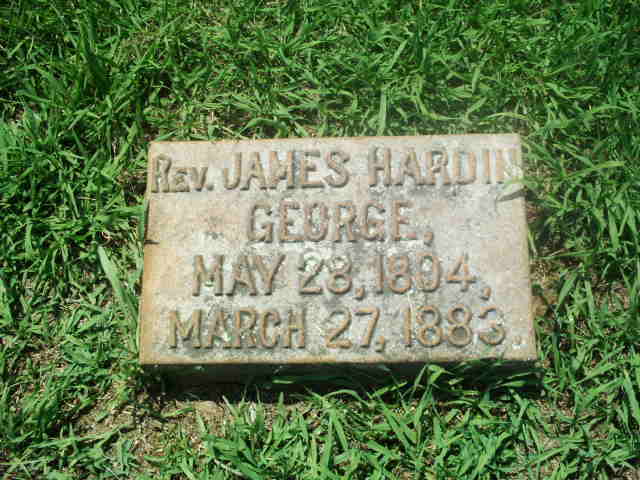 Rev. JAMES HARDIN
GEORGE,
MAY 28, 1804,
MARCH 27, 1883.